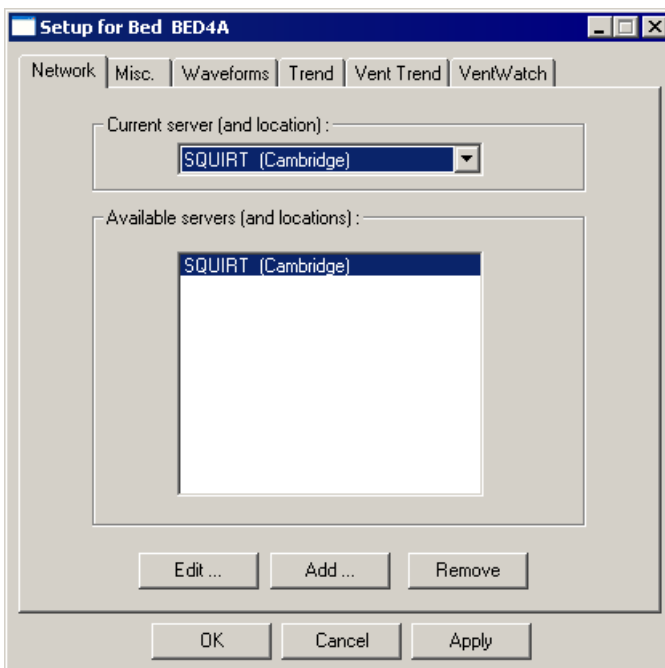 Setup for Bed BED4A
Network Misc. Waveforms Trend Vent Trend VentWatch
Current server (and location) :
SQUIRT (Cambridge)
Available servers (and locations) :
SQUIRT (Cambridge)
Edit ... Add ... Remove
OK Cancel Apply